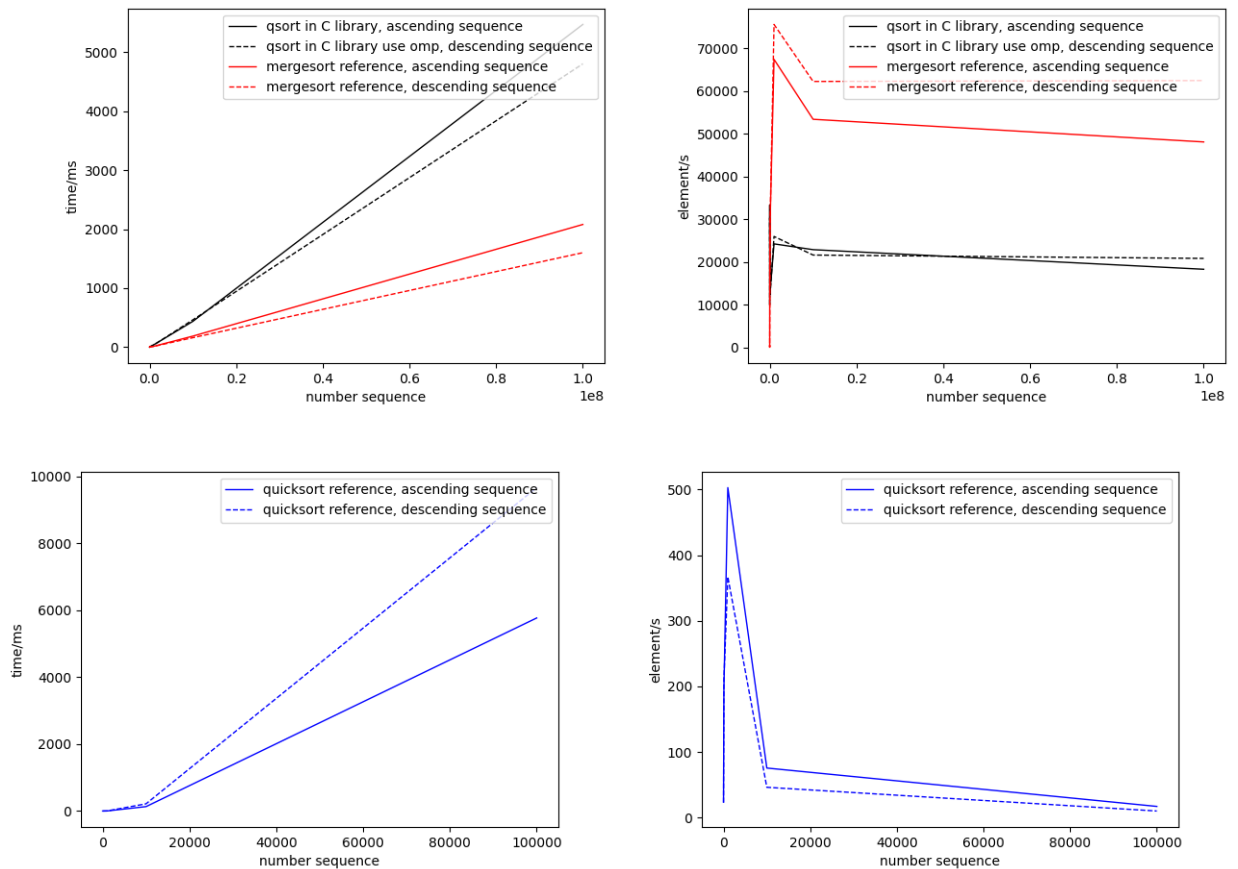 qsort in C library, ascending sequence
qsort in C library use omp, descending sequence
mergesort reference, ascending sequence
mergesort reference, descending sequence
5000
4000
3000
2000
1000
0
time/ms
0.0 0.2 0.4 0.6 0.8 1.0
1e8
number sequence
qsort in C library, ascending sequence
qsort in C library use omp, descending sequence
mergesort reference, ascending sequence
mergesort reference, descending sequence
70000
60000
50000
40000
30000
20000
10000
0
element/s
0.0 0.2 0.4 0.6 0.8 1.0
1e8
number sequence
quicksort reference, ascending sequence
quicksort reference, descending sequence
10000
8000
6000
4000
2000
0
time/ms
0 20000 40000 60000 80000 100000
number sequence
quicksort reference, ascending sequence
quicksort reference, descending sequence
500
400
300
200
100
0
element/s
0 20000 40000 60000 80000 100000
number sequence